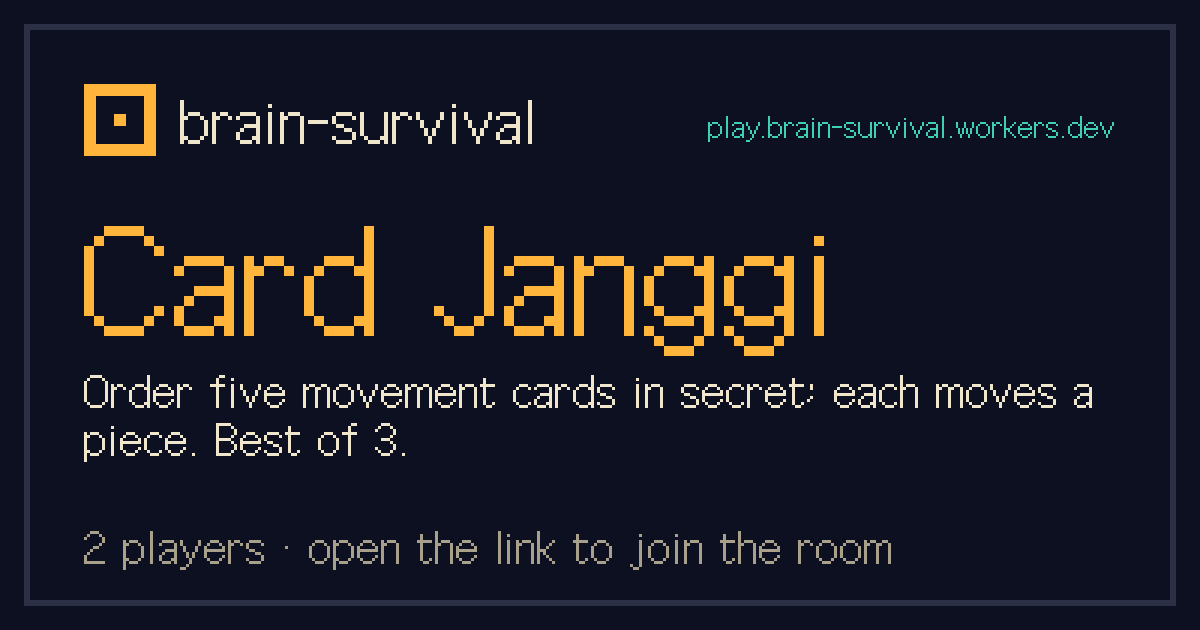 brain-survival
play.brain-survival.workers.dev
Card Janggi
Order five movement cards in secret; each moves a
piece. Best of 3.
2 players · open the link to join the room